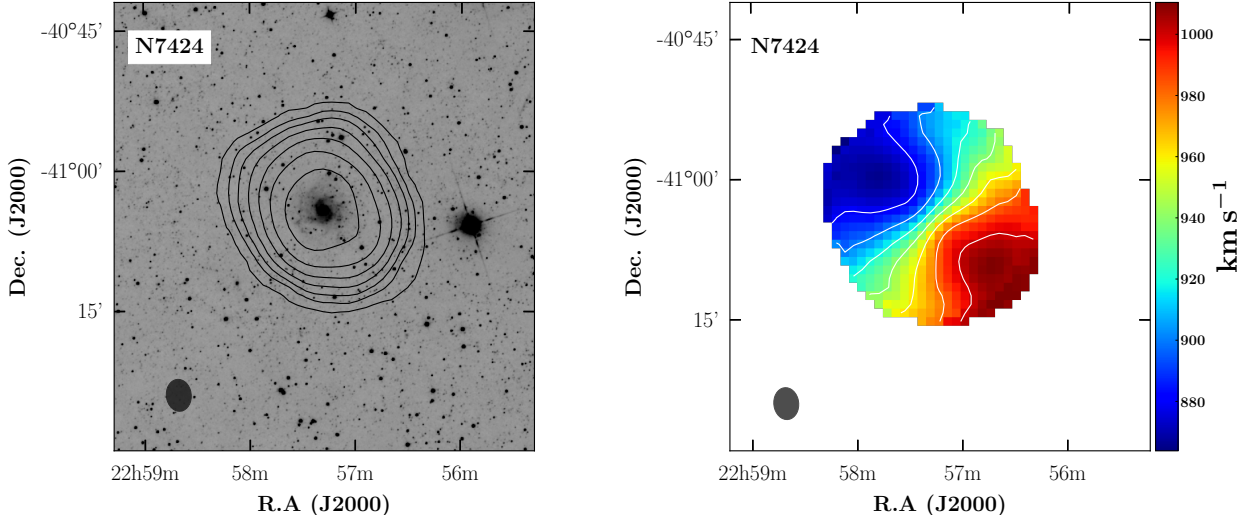 N7424
-40°45'
-41°00'
15'
22h59m
58m
57m
56m
R.A (J2000)
Dec. (J2000)
N7424
-40°45'
-41°00'
15'
22h59m
58m
57m
56m
R.A (J2000)
Dec. (J2000)
1000
980
960
940
920
900
880
km s−1